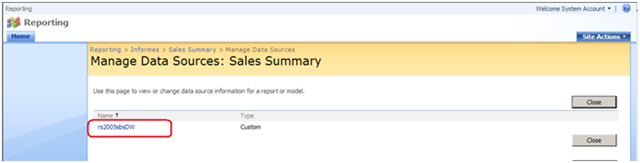 Reporting
Welcome System Account
Reporting
Home
Site Actions
Reporting > Informes > Sales Summary > Manage Data Sources
Manage Data Sources: Sales Summary
Use this page to view or change data source information for a report or model.
Close
Name Type
rs2005sbsDW Custom
Close